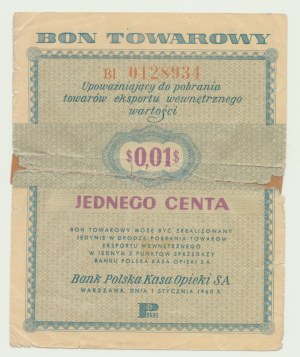 BON TOWAROWY
BI 0128934
Upoważniający do pobrania
towarów eksportu wewnętrznego
wartości
$0,01$
JEDNEGO CENTA
BON TOWAROWY MOŻE BYĆ ZREALIZOWANY
JEDYNIE W DRODZE POBRANIA TOWARÓW
EKSPORTU WEWNĘTRZNEGO
W JEDNYM Z PUNKTÓW SPRZEDAŻY
BANKU POLSKA KASA OPIEKI S.A.
Bank Polska Kasa Opieki SA
WARSZAWA, DNIA 1 STYCZNIA 1960 R.